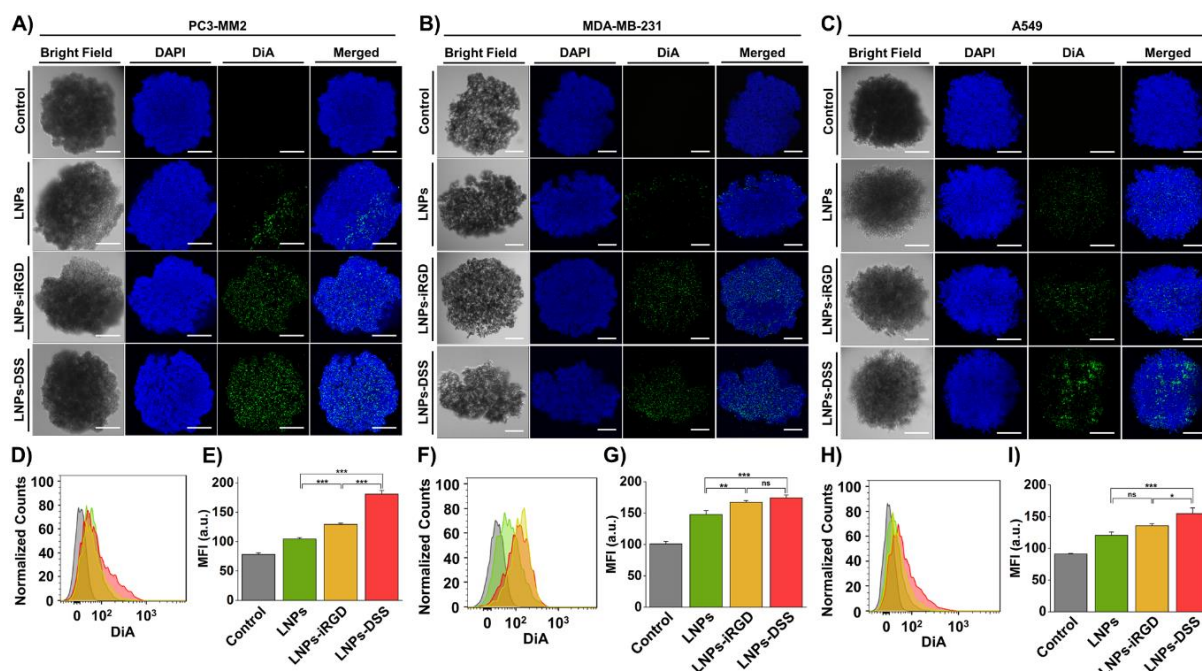 A)
PC3-MM2
Bright Field DAPI DiA Merged
Control
LNPs
LNPs-iRGD
LNPs-DSS
B)
MDA-MB-231
Bright Field DAPI DiA Merged
Control
LNPs
LNPs-iRGD
LNPs-DSS
C)
A549
Bright Field DAPI DiA Merged
Control
LNPs
LNPs-iRGD
LNPs-DSS
D)
Normalized Counts
100
80
60
40
20
0
0 10² 10³
DiA
E)
MFI (a.u.)
200
150
100
50
0
***
*** ***
Control LNPs LNPs-iRGD LNPs-DSS
F)
Normalized Counts
100
80
60
40
20
0
0 10² 10³
DiA
G)
MFI (a.u.)
200
150
100
50
0
***
** ns
Control LNPs LNPs-iRGD LNPs-DSS
H)
Normalized Counts
100
80
60
40
20
0
0 10² 10³
DiA
I)
MFI (a.u.)
200
150
100
50
0
***
ns *
Control LNPs LNPs-iRGD LNPs-DSS